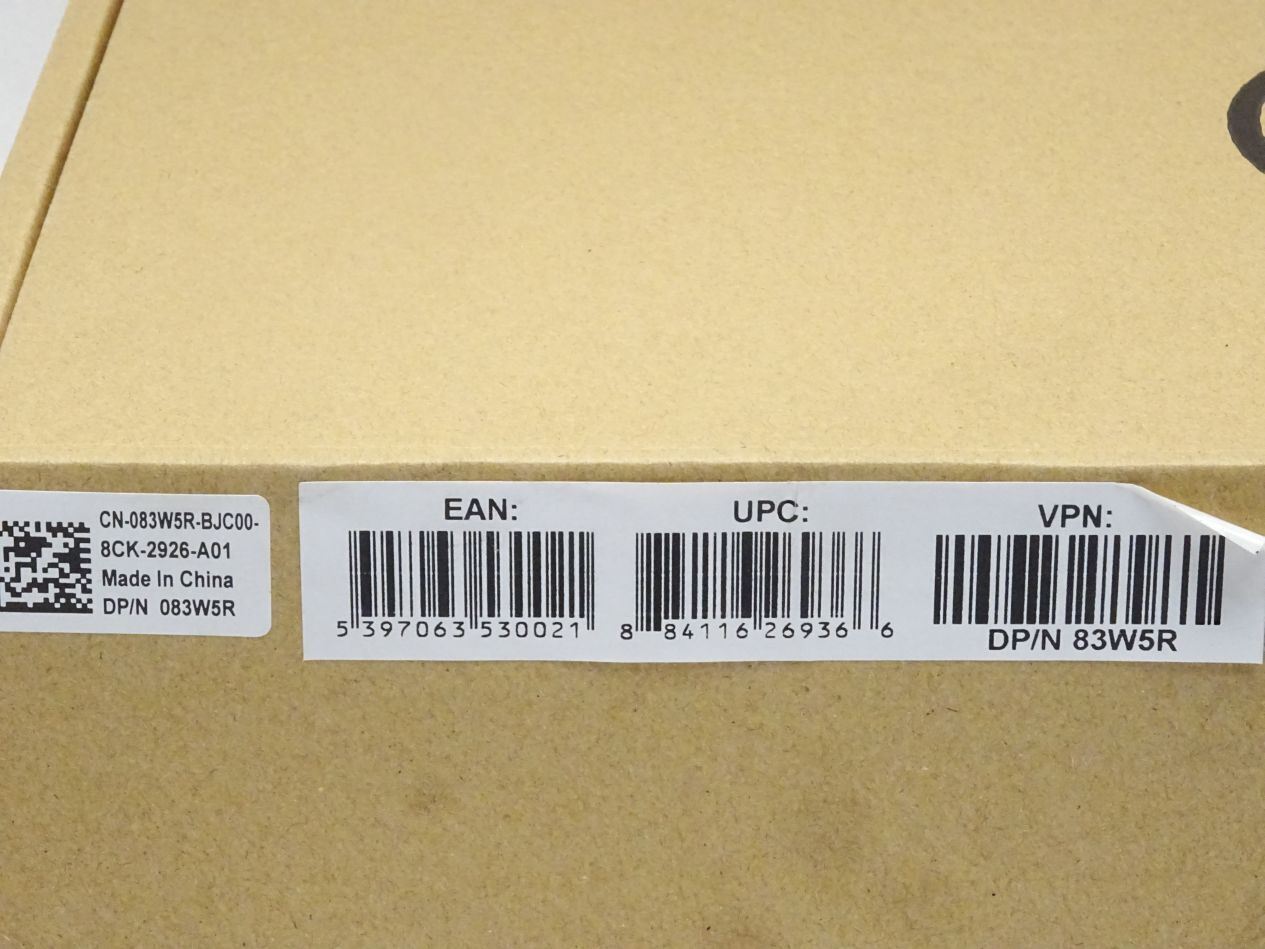 CN-083W5R-BJC00-
8CK-2926-A01
Made In China
DP/N 083W5R
EAN:
5 397063 530021
UPC:
8 84116 26936 6
VPN:
DP/N 83W5R